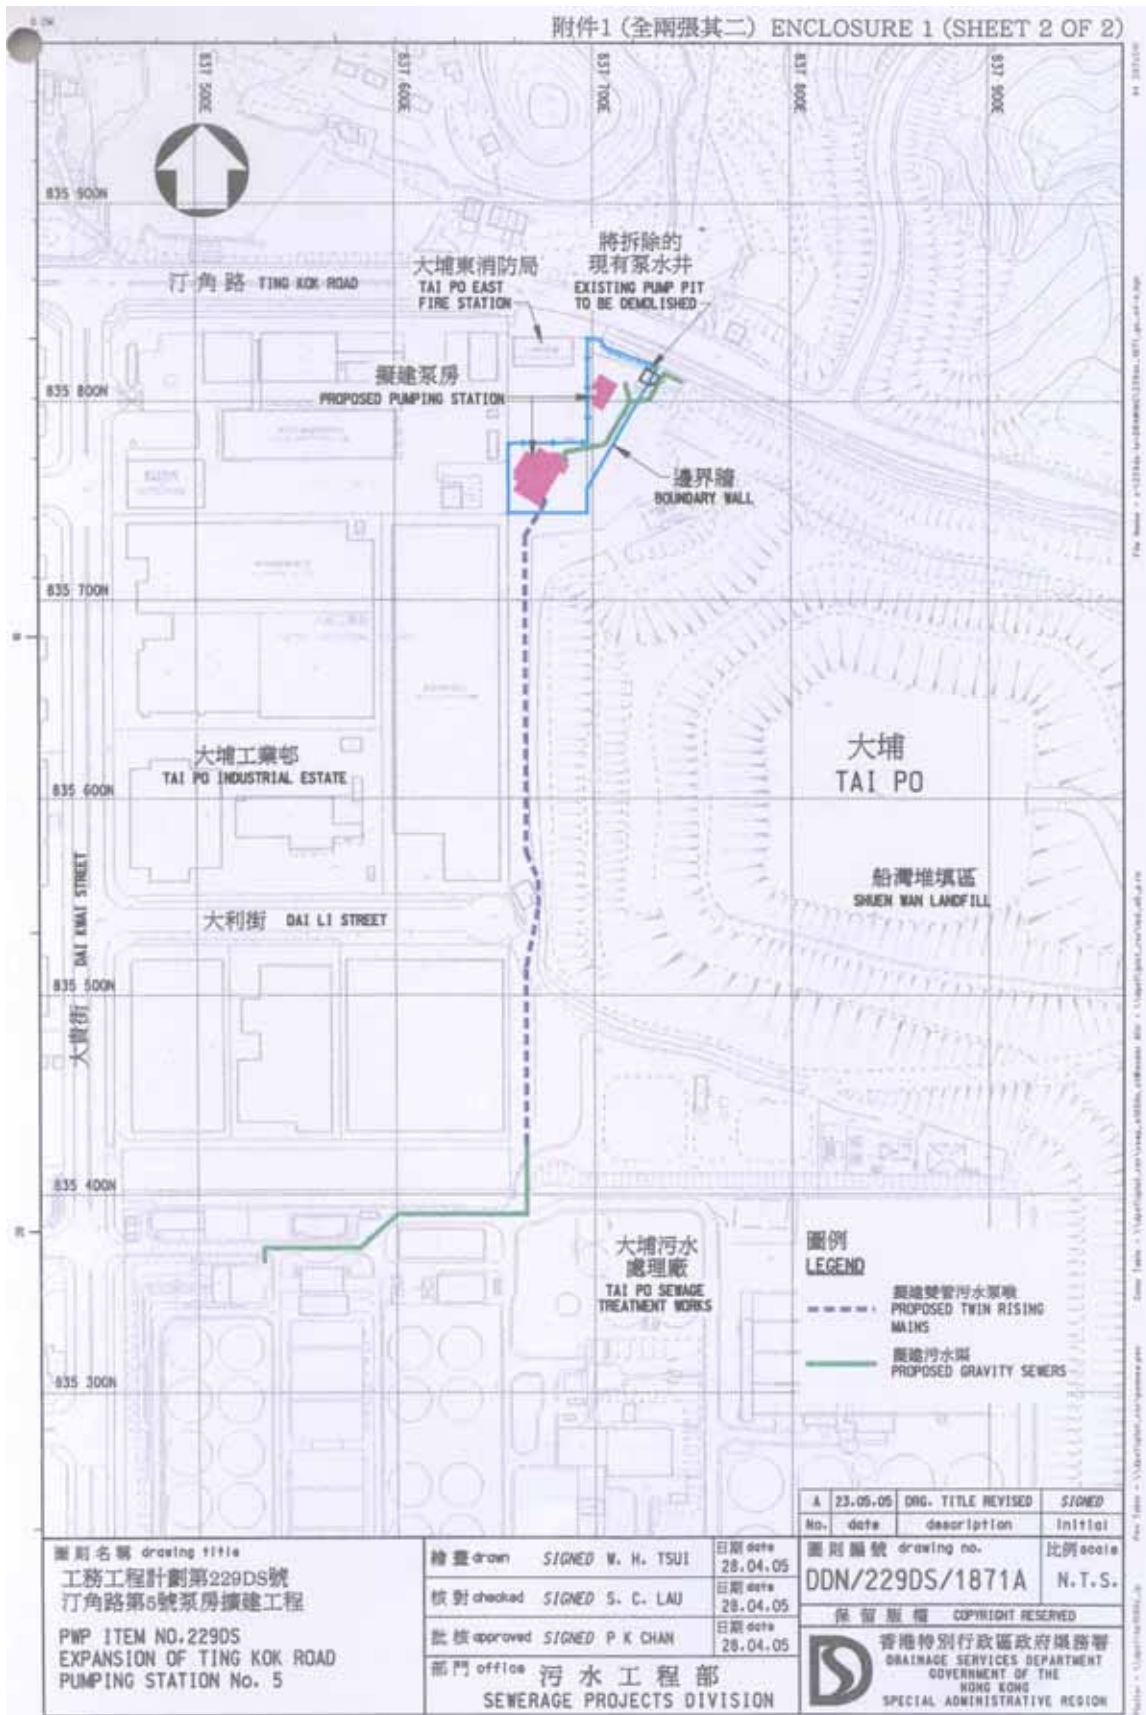 附件1 (全兩張其二) ENCLOSURE 1 (SHEET 2 OF 2)
837 500E
837 600E
837 700E
837 800E
837 900E
835 900N
汀角路 TING KOK ROAD
大埔東消防局
TAI PO EAST
FIRE STATION
將拆除的
現有泵水井
EXISTING PUMP PIT
TO BE DEMOLISHED
835 800N
擬建泵房
PROPOSED PUMPING STATION
邊界牆
BOUNDARY WALL
835 700N
大埔工業邨
TAI PO INDUSTRIAL ESTATE
大埔
TAI PO
835 600N
船灣堆填區
SHUEN WAN LANDFILL
大利街 DAI LI STREET
大貴街 DAI KWAI STREET
835 500N
835 400N
大埔污水
處理廠
TAI PO SEWAGE
TREATMENT WORKS
圖例
LEGEND
擬建雙管污水泵喉
PROPOSED TWIN RISING
MAINS
擬建污水渠
PROPOSED GRAVITY SEWERS
835 300N
A 23.05.05 DRG. TITLE REVISED SIGNED
No. date description initial
圖則名稱 drawing title
工務工程計劃第229DS號
汀角路第5號泵房擴建工程
PWP ITEM NO.229DS
EXPANSION OF TING KOK ROAD
PUMPING STATION No. 5
繪畫 drawn SIGNED W. H. TSUI 日期 date 28.04.05
核對 checked SIGNED S. C. LAU 日期 date 28.04.05
批核 approved SIGNED P K CHAN 日期 date 28.04.05
部門 office 污水工程部
SEWERAGE PROJECTS DIVISION
圖則編號 drawing no. 比例 scale
DDN/229DS/1871A N.T.S.
保留版權 COPYRIGHT RESERVED
香港特別行政區政府渠務署
DRAINAGE SERVICES DEPARTMENT
GOVERNMENT OF THE
HONG KONG
SPECIAL ADMINISTRATIVE REGION